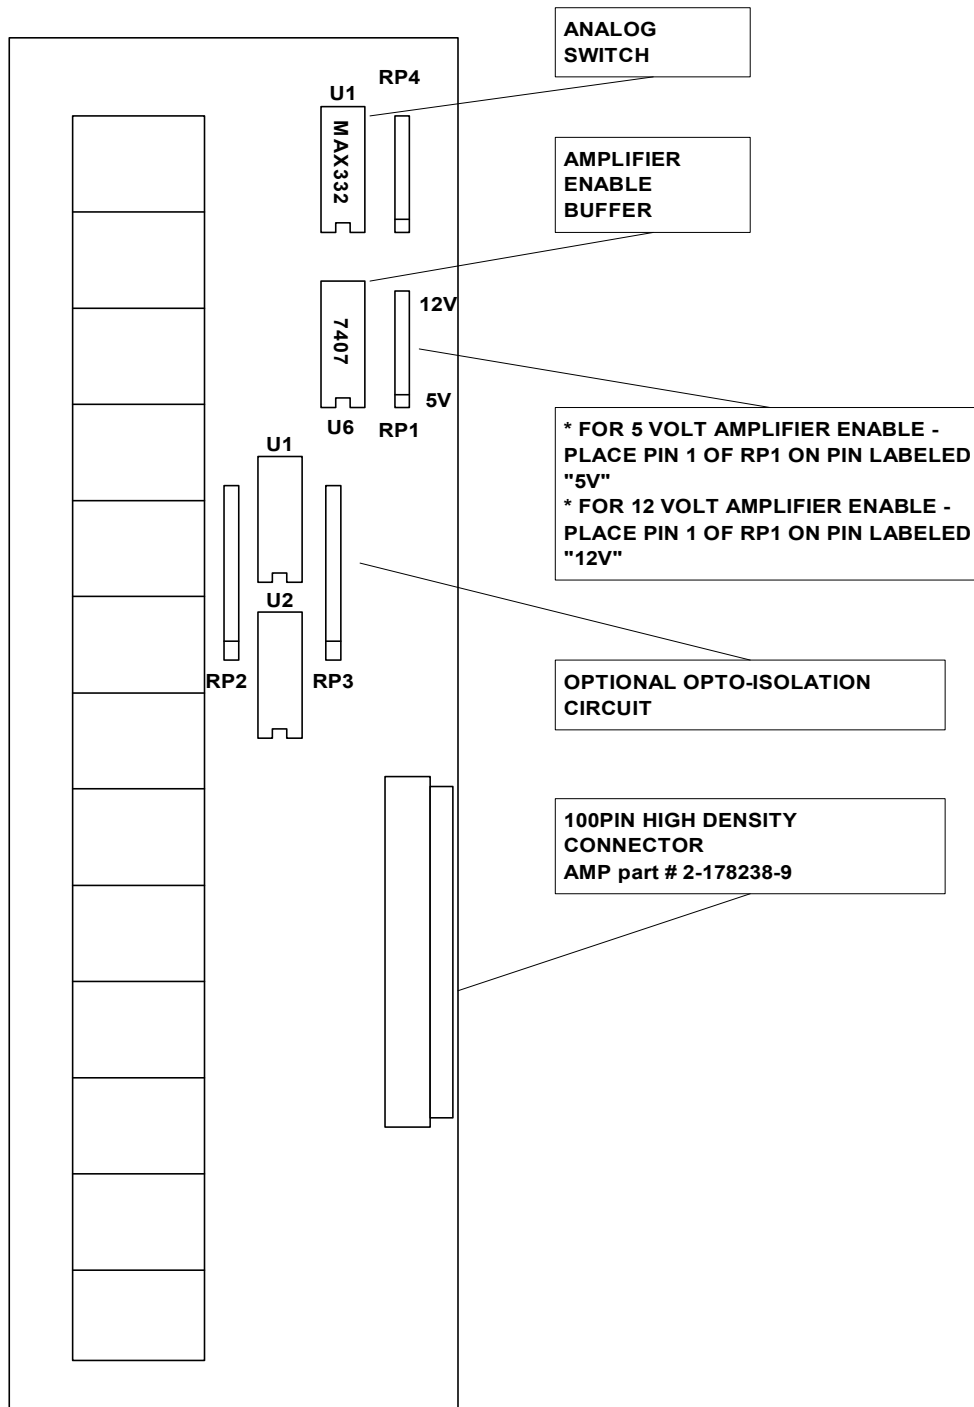 ANALOG
SWITCH
RP4
U1
MAX332
AMPLIFIER
ENABLE
BUFFER
12V
7407
5V
U6
RP1
* FOR 5 VOLT AMPLIFIER ENABLE -
PLACE PIN 1 OF RP1 ON PIN LABELED
"5V"
* FOR 12 VOLT AMPLIFIER ENABLE -
PLACE PIN 1 OF RP1 ON PIN LABELED
"12V"
U1
U2
RP2
RP3
OPTIONAL OPTO-ISOLATION
CIRCUIT
100PIN HIGH DENSITY
CONNECTOR
AMP part # 2-178238-9